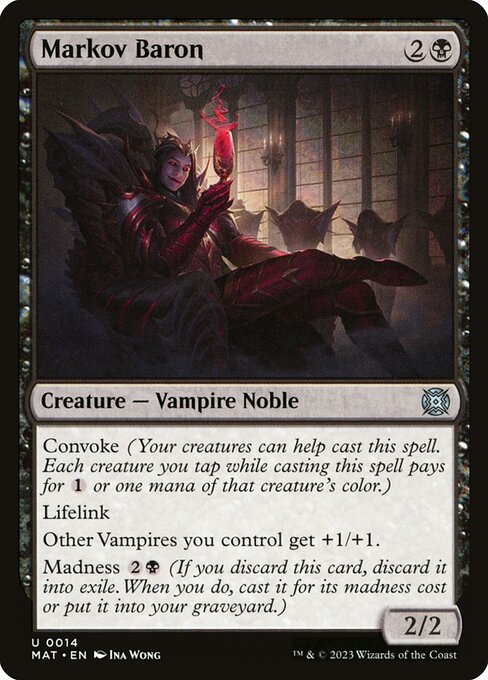 Markov Baron 2
Creature — Vampire Noble
Convoke (Your creatures can help cast this spell.
Each creature you tap while casting this spell pays
for 1 or one mana of that creature's color.)
Lifelink
Other Vampires you control get +1/+1.
Madness 2 (If you discard this card, discard it
into exile. When you do, cast it for its madness cost
or put it into your graveyard.)
2/2
U 0014
MAT • EN Ina Wong
™ & © 2023 Wizards of the Coast